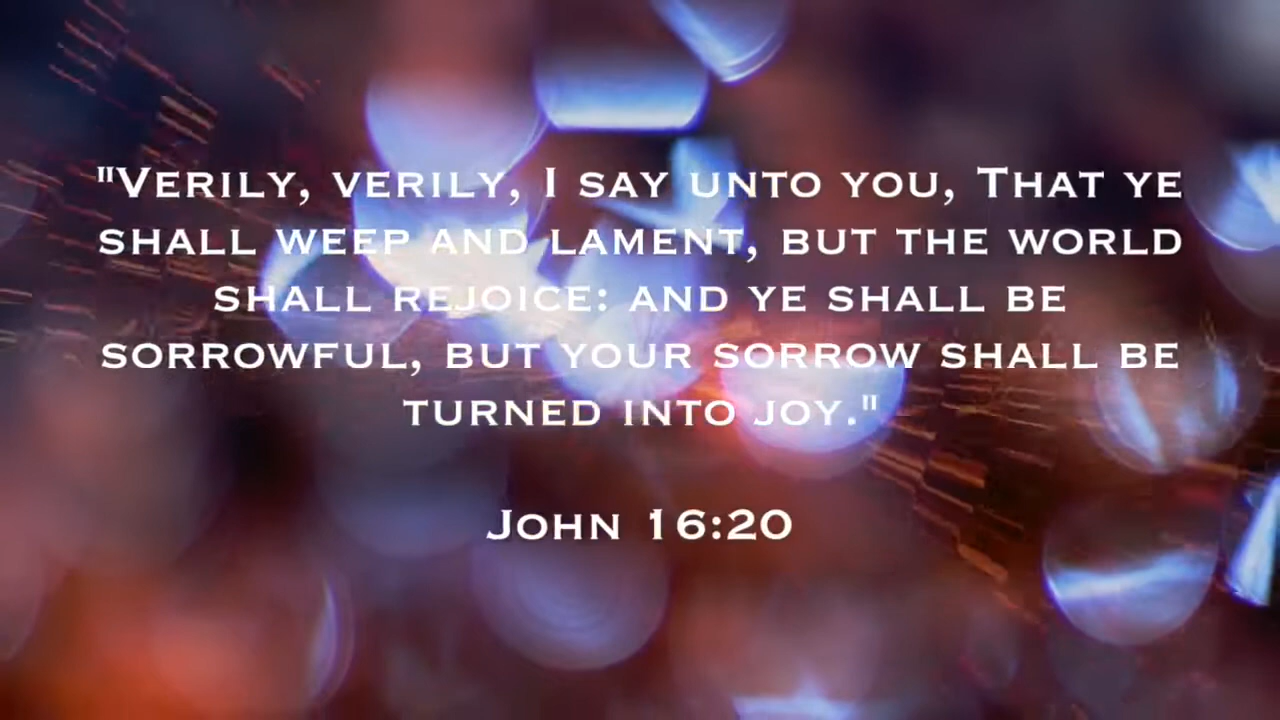 "Verily, verily, I say unto you, That ye
shall weep and lament, but the world
shall rejoice: and ye shall be
sorrowful, but your sorrow shall be
turned into joy."
John 16:20